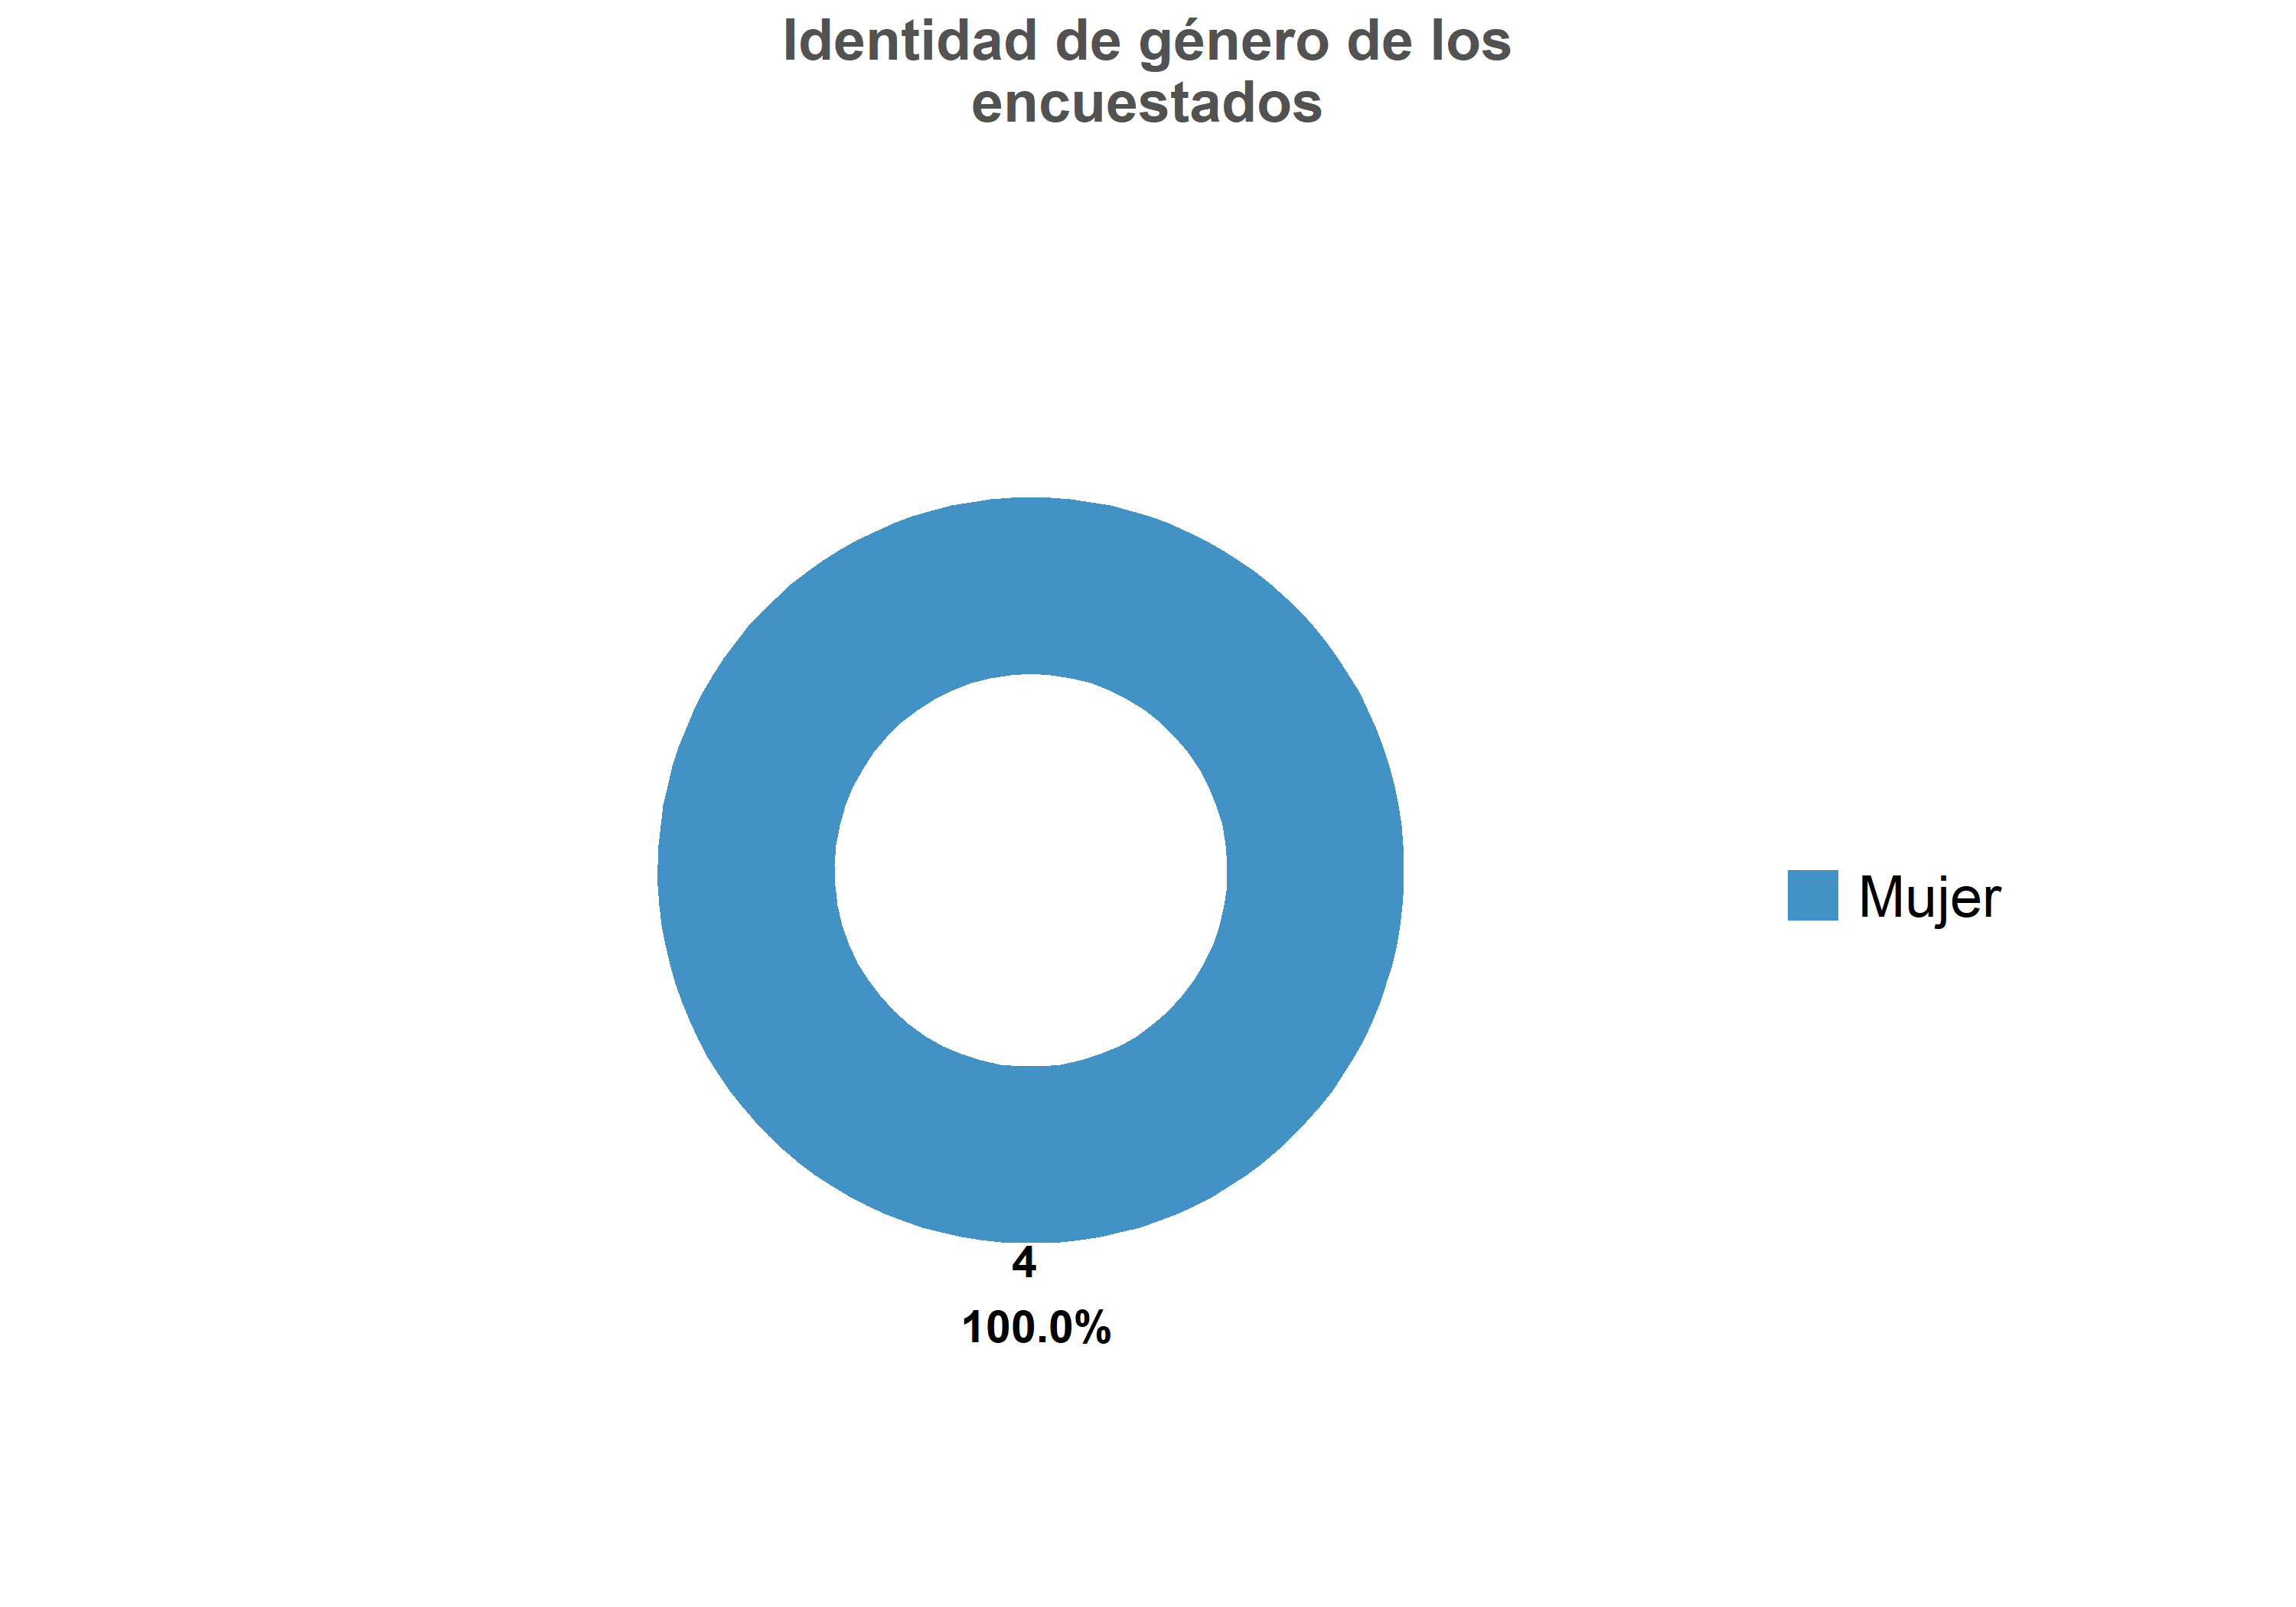 Identidad de género de los
encuestados
Mujer
4
100.0%